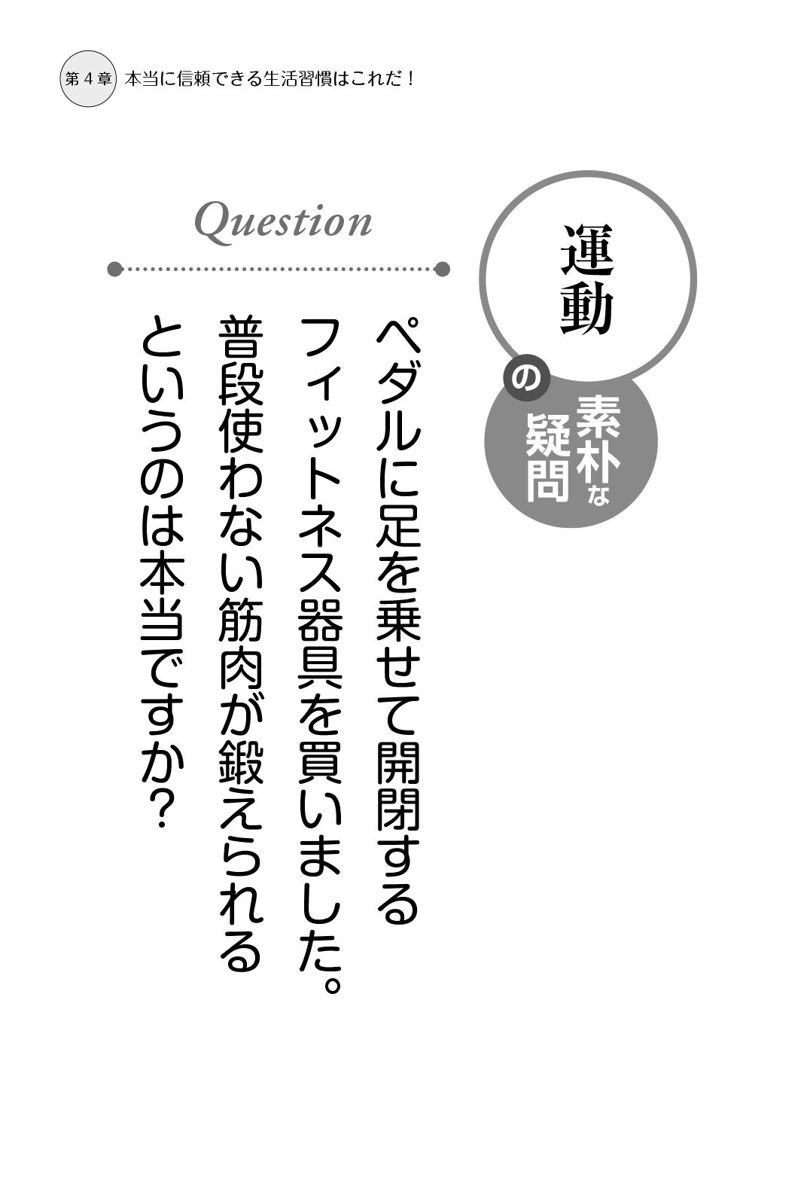 第4章 本当に信頼できる生活習慣はこれだ！
運動
の
素朴な
疑問
Question
ペダルに足を乗せて開閉する
フィットネス器具を買いました。
普段使わない筋肉が鍛えられる
というのは本当ですか？